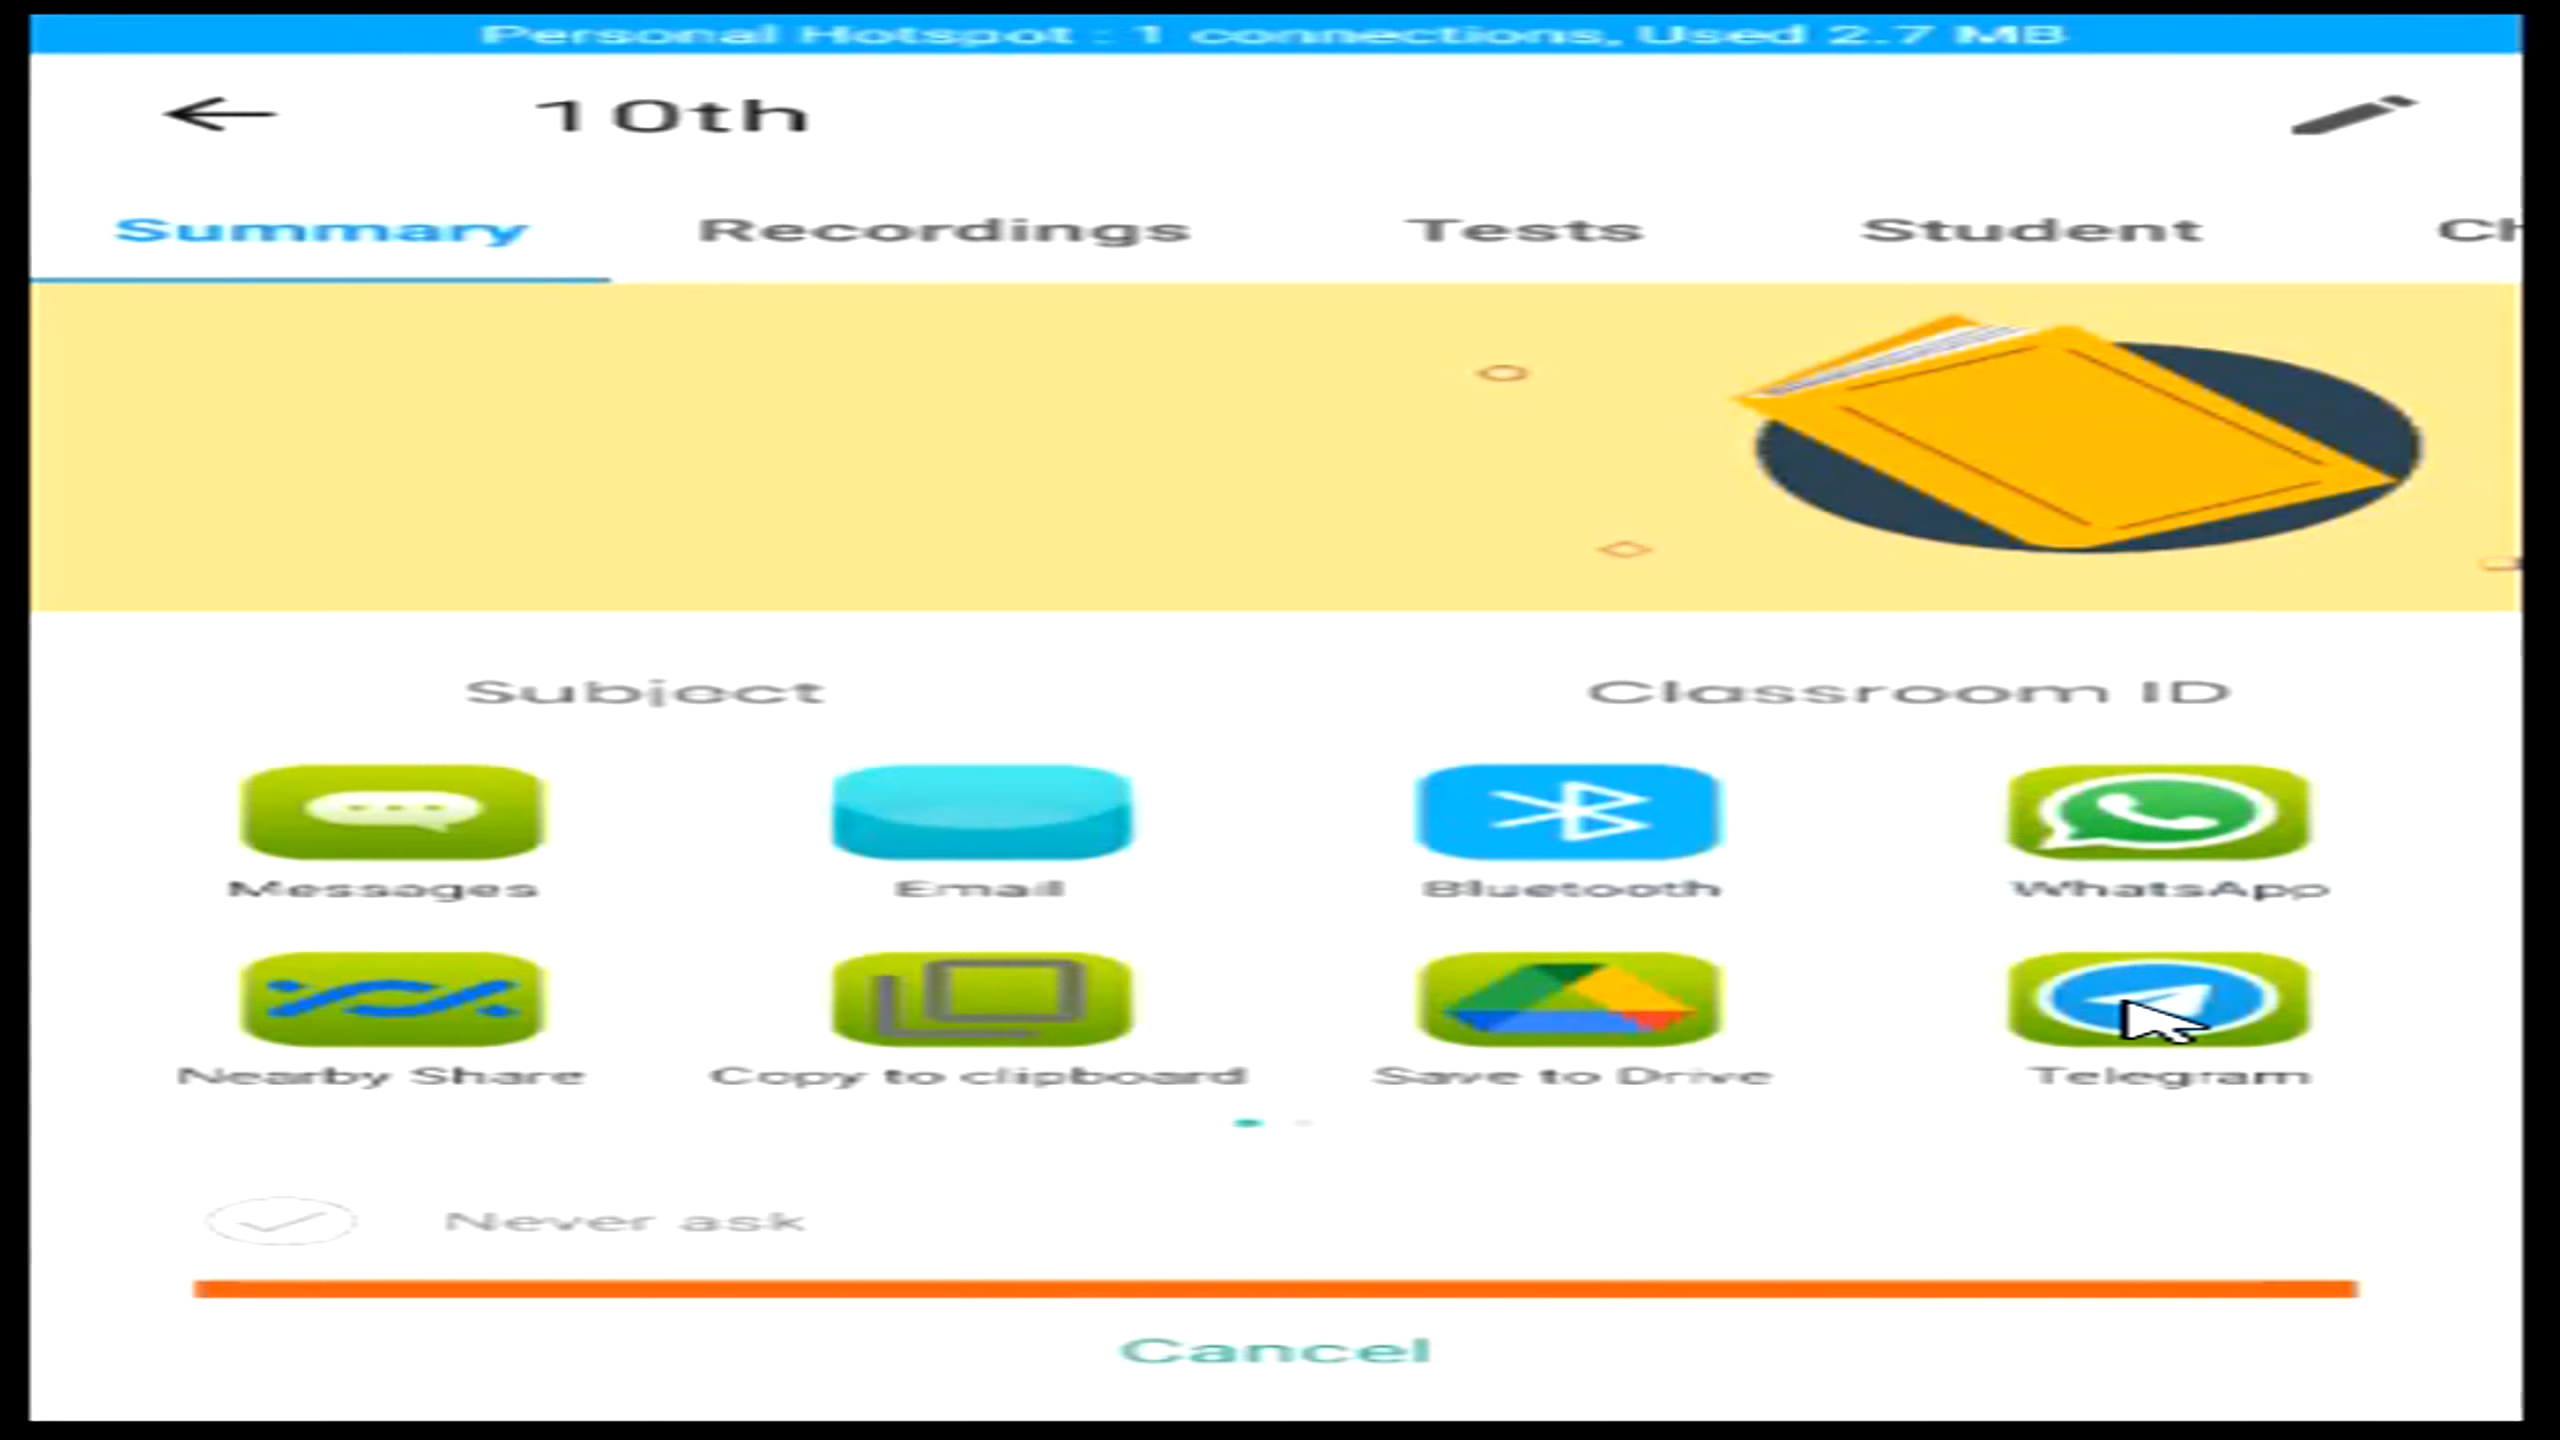 Personal Hotspot : 1 connections, Used 2.7 MB
10th
Summary Recordings Tests Student Ch
Subject Classroom ID
Messages Email Bluetooth WhatsApp
Nearby Share Copy to clipboard Save to Drive Telegram
Never ask
Cancel